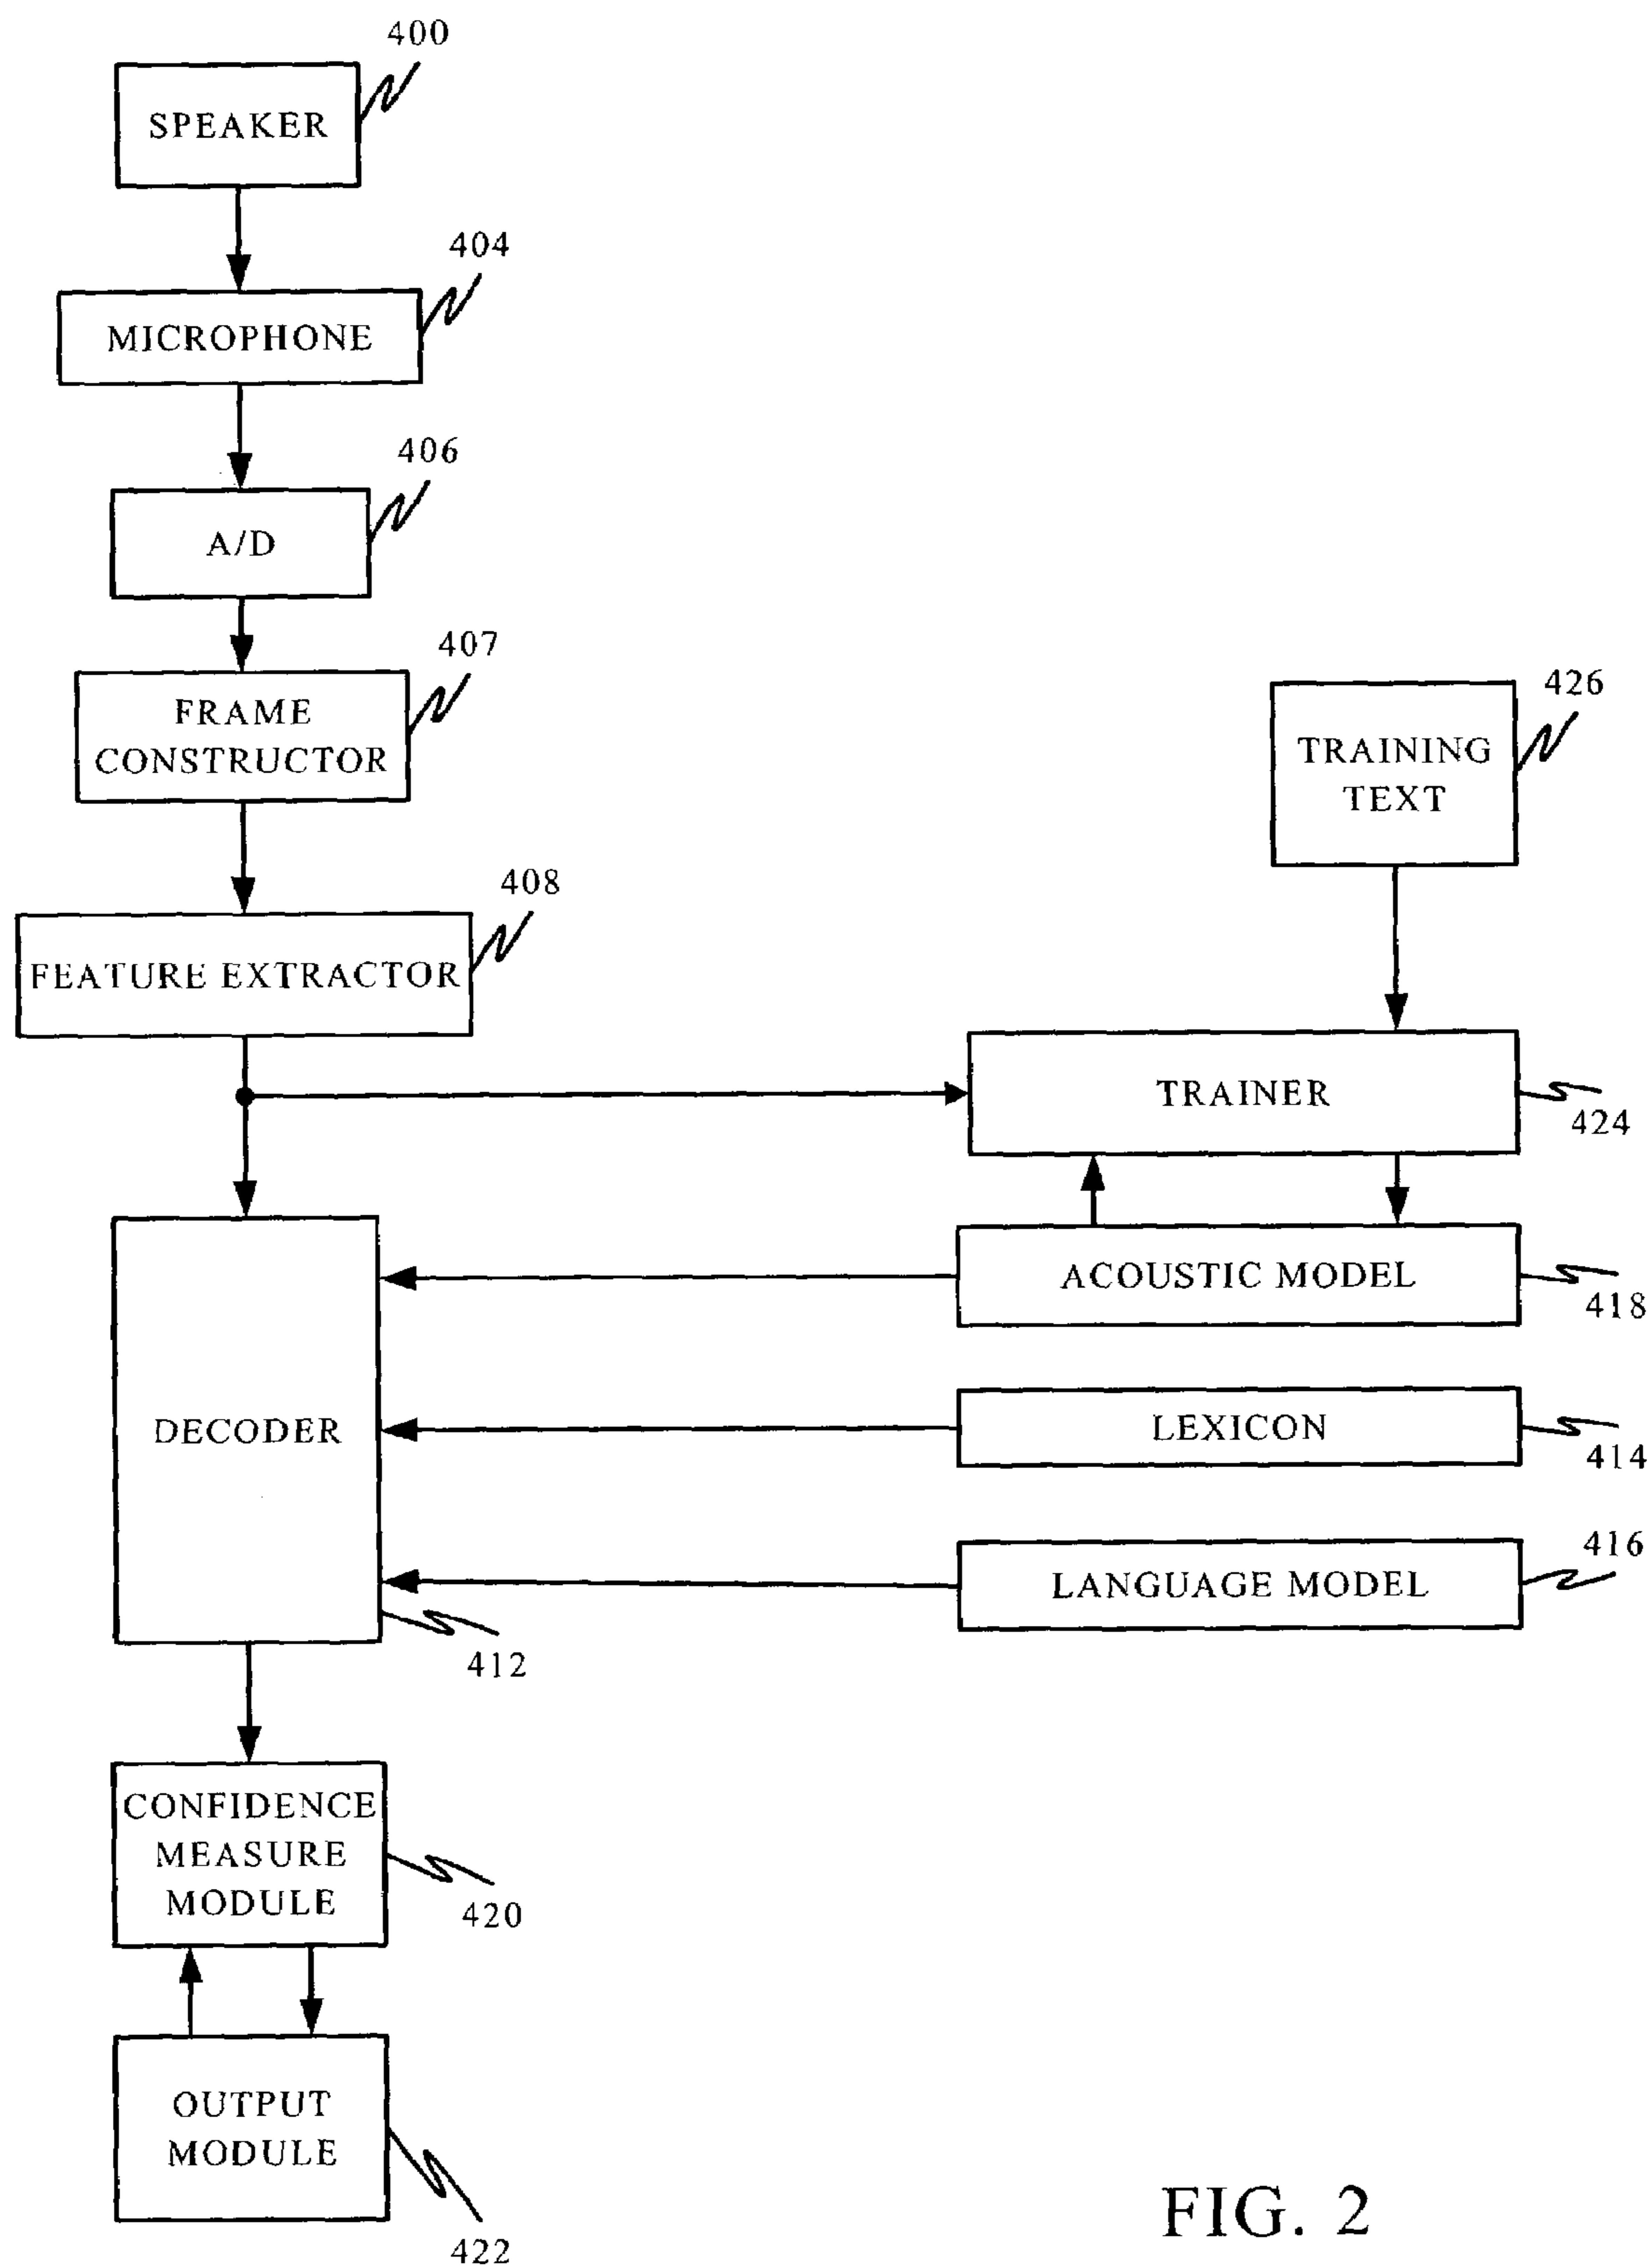 400
SPEAKER
404
MICROPHONE
406
A/D
407
FRAME
CONSTRUCTOR
426
TRAINING
TEXT
408
FEATURE EXTRACTOR
TRAINER
424
ACOUSTIC MODEL
418
DECODER
LEXICON
414
416
LANGUAGE MODEL
412
CONFIDENCE
MEASURE
MODULE
420
OUTPUT
MODULE
422
FIG. 2